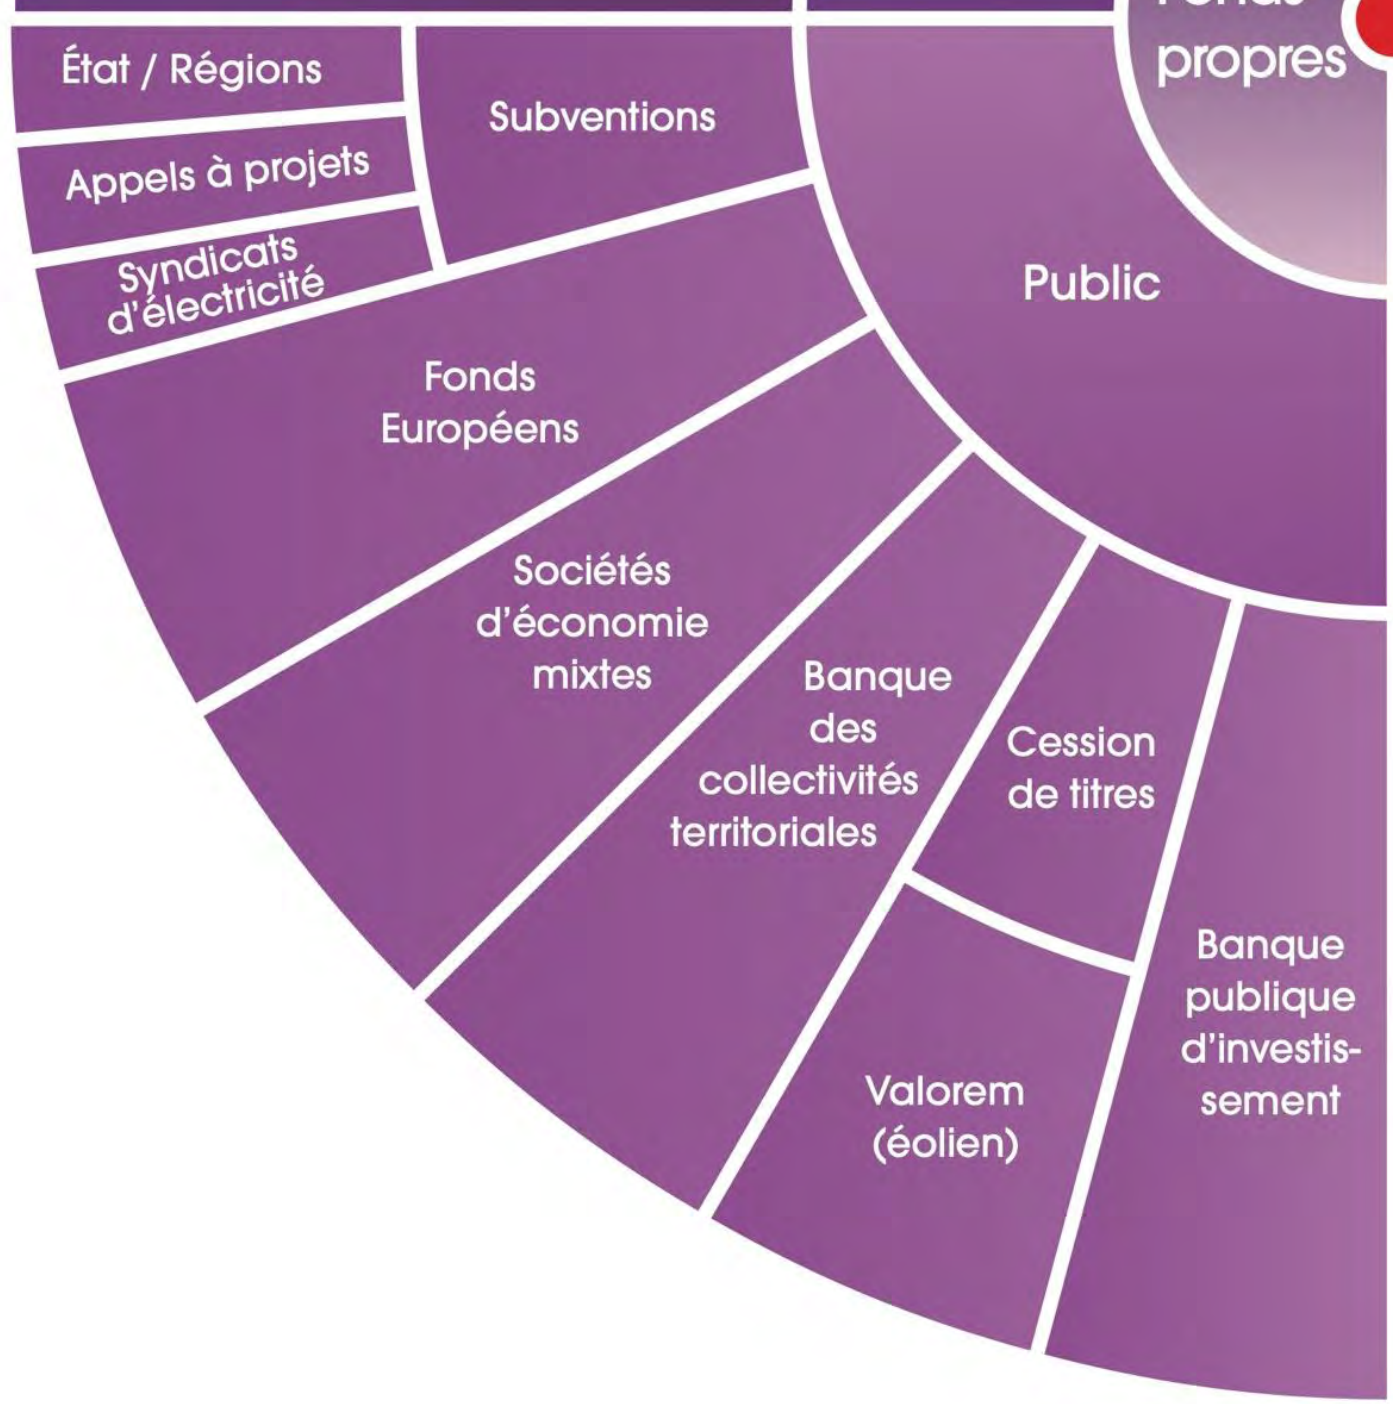 Fonds
propres
État / Régions
Subventions
Appels à projets
Syndicats
d'électricité
Public
Fonds
Européens
Sociétés
d'économie
mixtes
Banque
des
collectivités
territoriales
Cession
de titres
Valorem
(éolien)
Banque
publique
d'investis-
sement